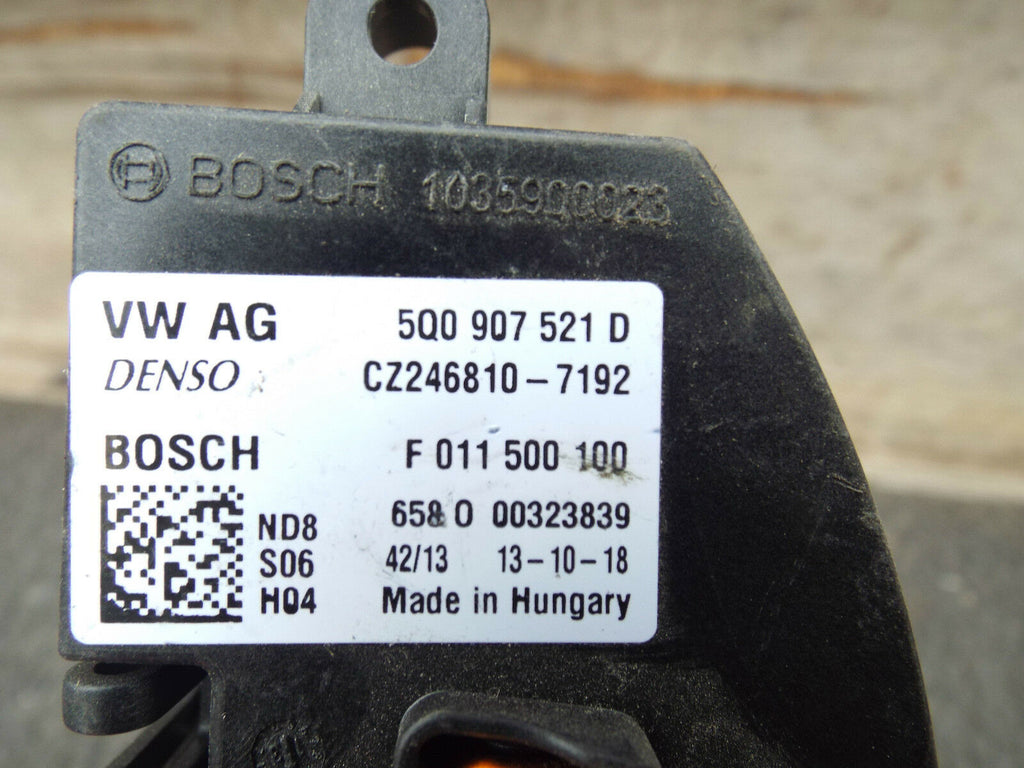 BOSCH 1035900023
VW AG 5Q0 907 521 D
DENSO CZ246810-7192
BOSCH F 011 500 100
658 0 00323839
ND8
S06 42/13 13-10-18
H04 Made in Hungary